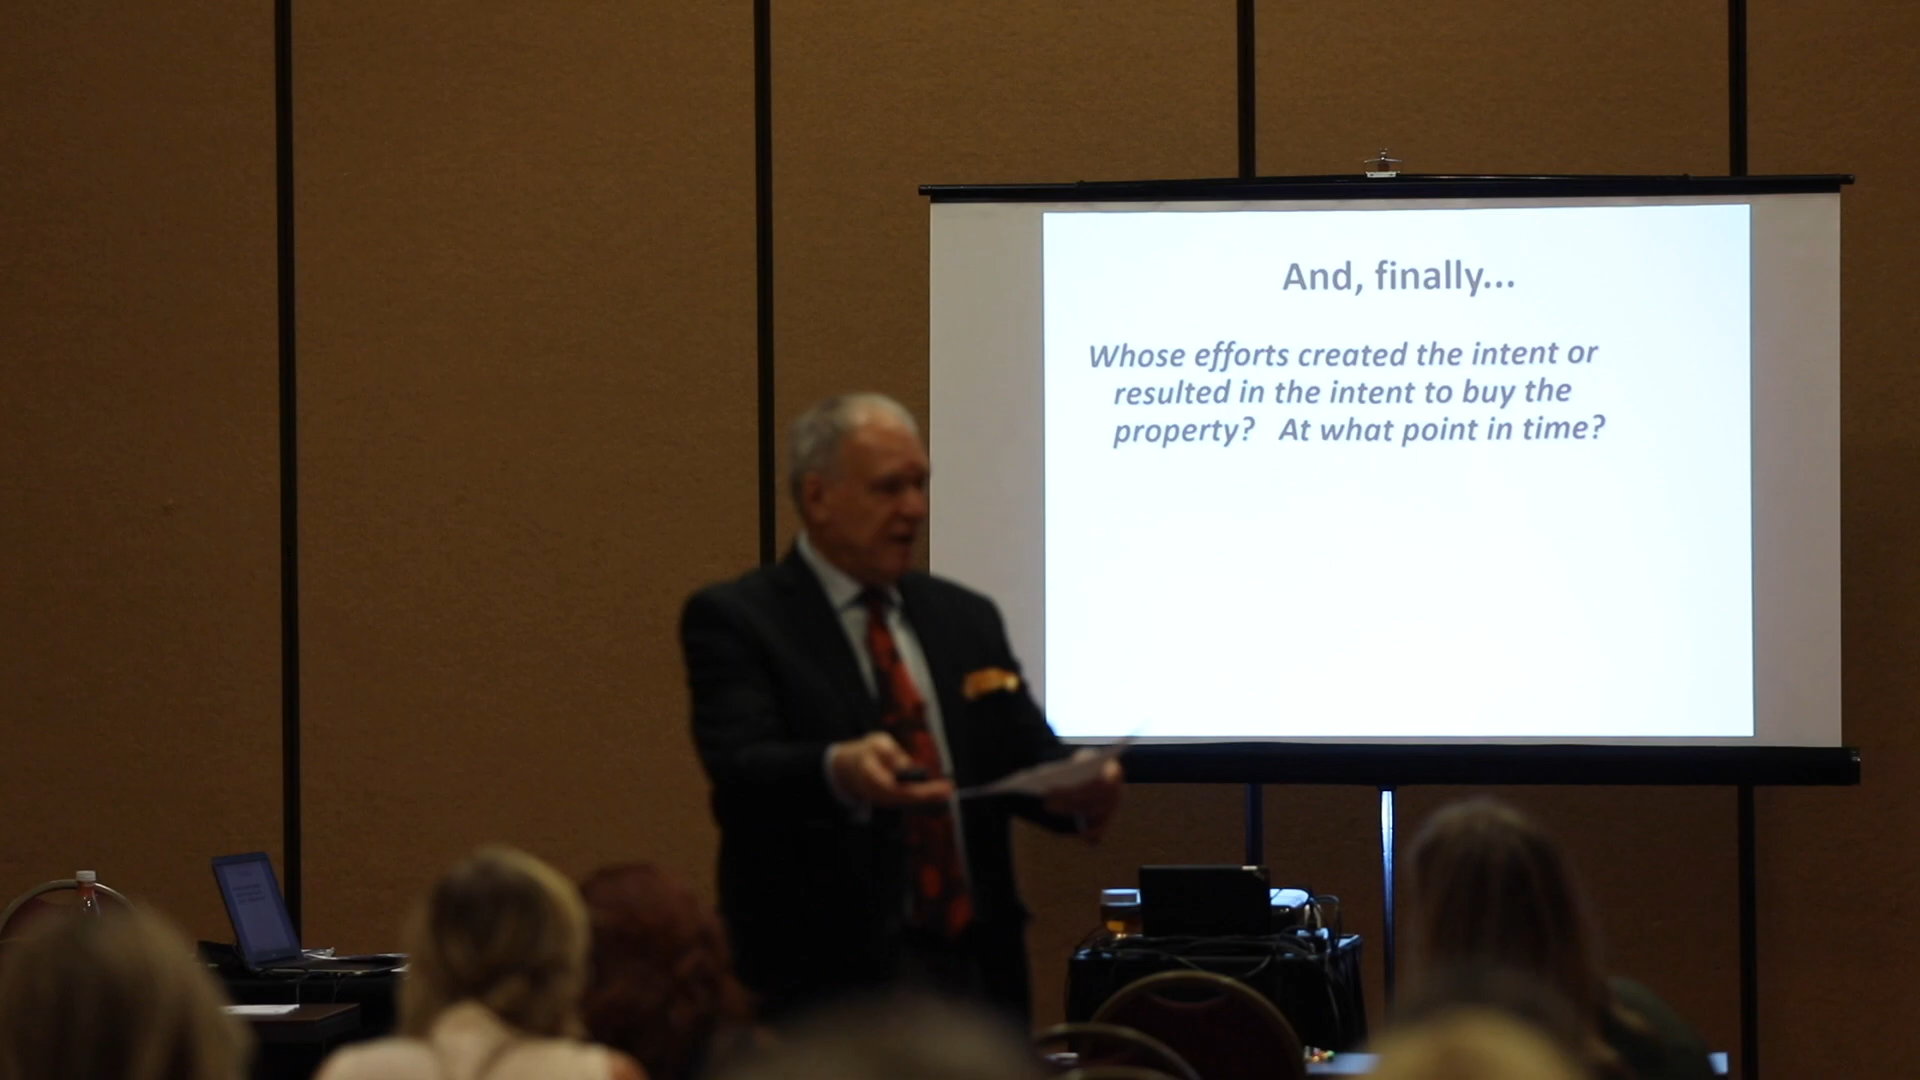 And, finally...
Whose efforts created the intent or
resulted in the intent to buy the
property? At what point in time?